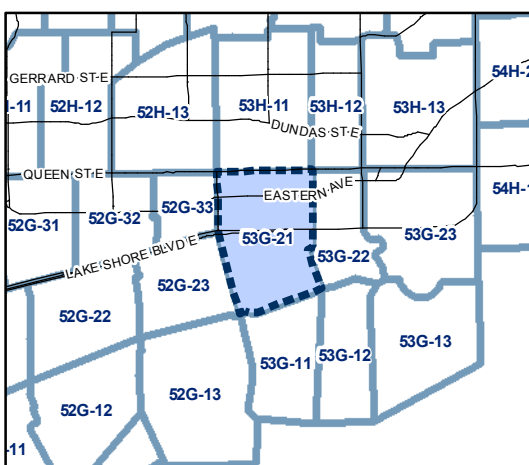 GERRARD ST E
54H-2
-11
52H-12
52H-13
53H-11
53H-12
53H-13
DUNDAS ST E
QUEEN ST E
EASTERN AVE
54H-1
52G-31
52G-32
52G-33
53G-21
53G-22
53G-23
LAKE SHORE BLVD E
52G-22
52G-23
53G-11
53G-12
53G-13
52G-12
52G-13
-11